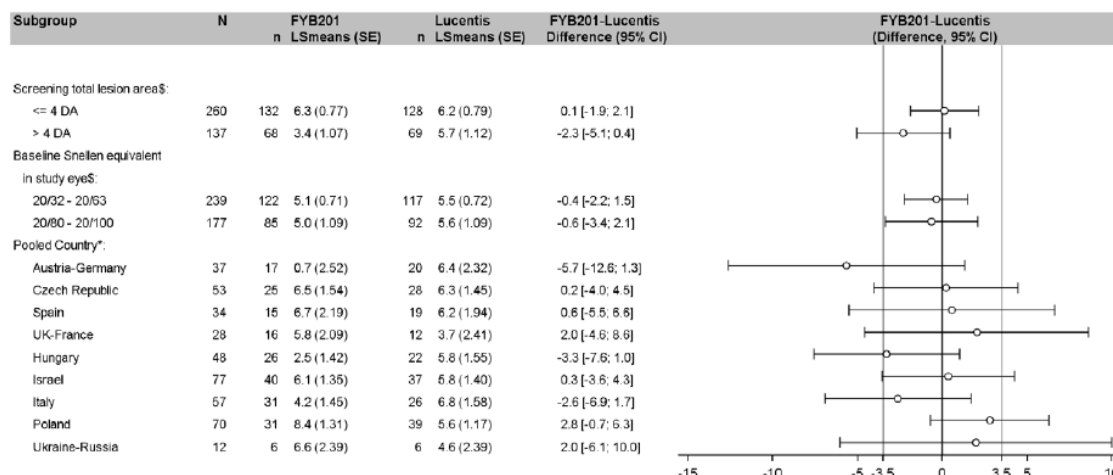 Subgroup N FYB201 Lucentis FYB201-Lucentis FYB201-Lucentis
n LSmeans (SE) n LSmeans (SE) Difference (95% CI) (Difference, 95% CI)
Screening total lesion area$:
<= 4 DA 260 132 6.3 (0.77) 128 6.2 (0.79) 0.1 [-1.9; 2.1]
> 4 DA 137 68 3.4 (1.07) 69 5.7 (1.12) -2.3 [-5.1; 0.4]
Baseline Snellen equivalent
in study eye$:
20/32 - 20/63 239 122 5.1 (0.71) 117 5.5 (0.72) -0.4 [-2.2; 1.5]
20/80 - 20/100 177 85 5.0 (1.09) 92 5.6 (1.09) -0.6 [-3.4; 2.1]
Pooled Country*:
Austria-Germany 37 17 0.7 (2.52) 20 6.4 (2.32) -5.7 [-12.6; 1.3]
Czech Republic 53 25 6.5 (1.54) 28 6.3 (1.45) 0.2 [-4.0; 4.5]
Spain 34 15 6.7 (2.19) 19 6.2 (1.94) 0.6 [-5.5; 6.6]
UK-France 28 16 5.8 (2.09) 12 3.7 (2.41) 2.0 [-4.6; 8.6]
Hungary 48 26 2.5 (1.42) 22 5.8 (1.55) -3.3 [-7.6; 1.0]
Israel 77 40 6.1 (1.35) 37 5.8 (1.40) 0.3 [-3.6; 4.3]
Italy 57 31 4.2 (1.45) 26 6.8 (1.58) -2.6 [-6.9; 1.7]
Poland 70 31 8.4 (1.31) 39 5.6 (1.17) 2.8 [-0.7; 6.3]
Ukraine-Russia 12 6 6.6 (2.39) 6 4.6 (2.39) 2.0 [-6.1; 10.0]
-15 -10 -5 -3.5 0 3.5 5 10